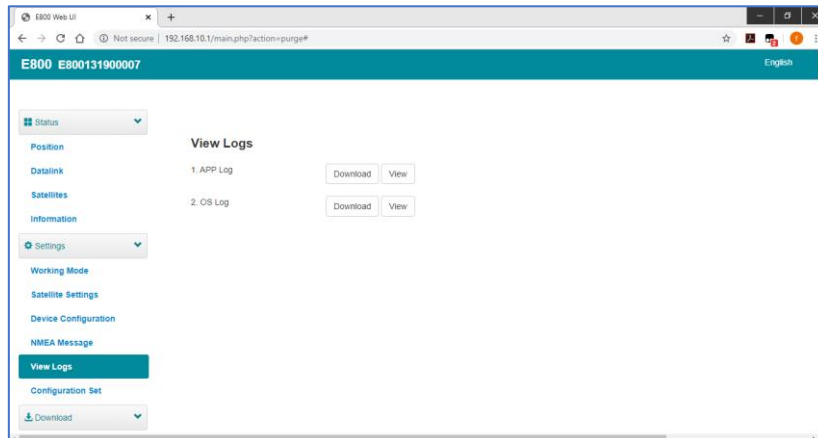 E800 Web UI
Not secure | 192.168.10.1/main.php?action=purge#
E800 E800131900007
English
Status
Position
Datalink
Satellites
Information
Settings
Working Mode
Satellite Settings
Device Configuration
NMEA Message
View Logs
Configuration Set
Download
View Logs
1. APP Log
Download View
2. OS Log
Download View